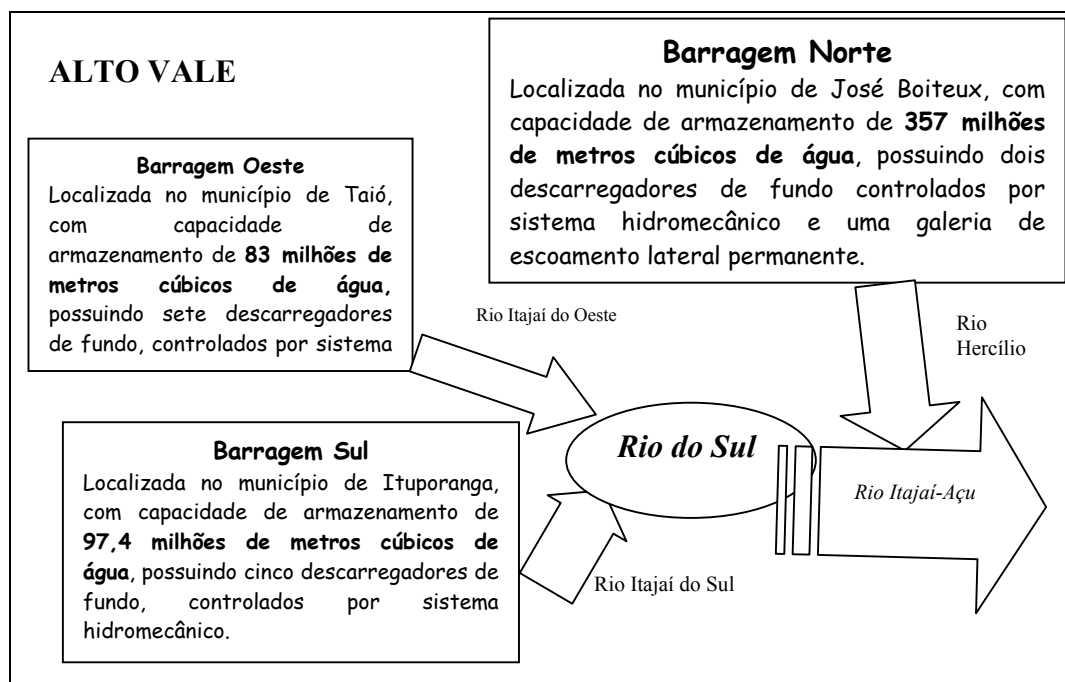 ALTO VALE
Barragem Norte
Localizada no município de José Boiteux, com
capacidade de armazenamento de 357 milhões
de metros cúbicos de água, possuindo dois
descarregadores de fundo controlados por
sistema hidromecânico e uma galeria de
escoamento lateral permanente.
Barragem Oeste
Localizada no município de Taió,
com capacidade de
armazenamento de 83 milhões de
metros cúbicos de água,
possuindo sete descarregadores
de fundo, controlados por sistema
Rio Itajaí do Oeste
Rio
Hercílio
Barragem Sul
Localizada no município de Ituporanga,
com capacidade de armazenamento de
97,4 milhões de metros cúbicos de
água, possuindo cinco descarregadores de
fundo, controlados por sistema
hidromecânico.
Rio do Sul
Rio Itajaí-Açu
Rio Itajaí do Sul